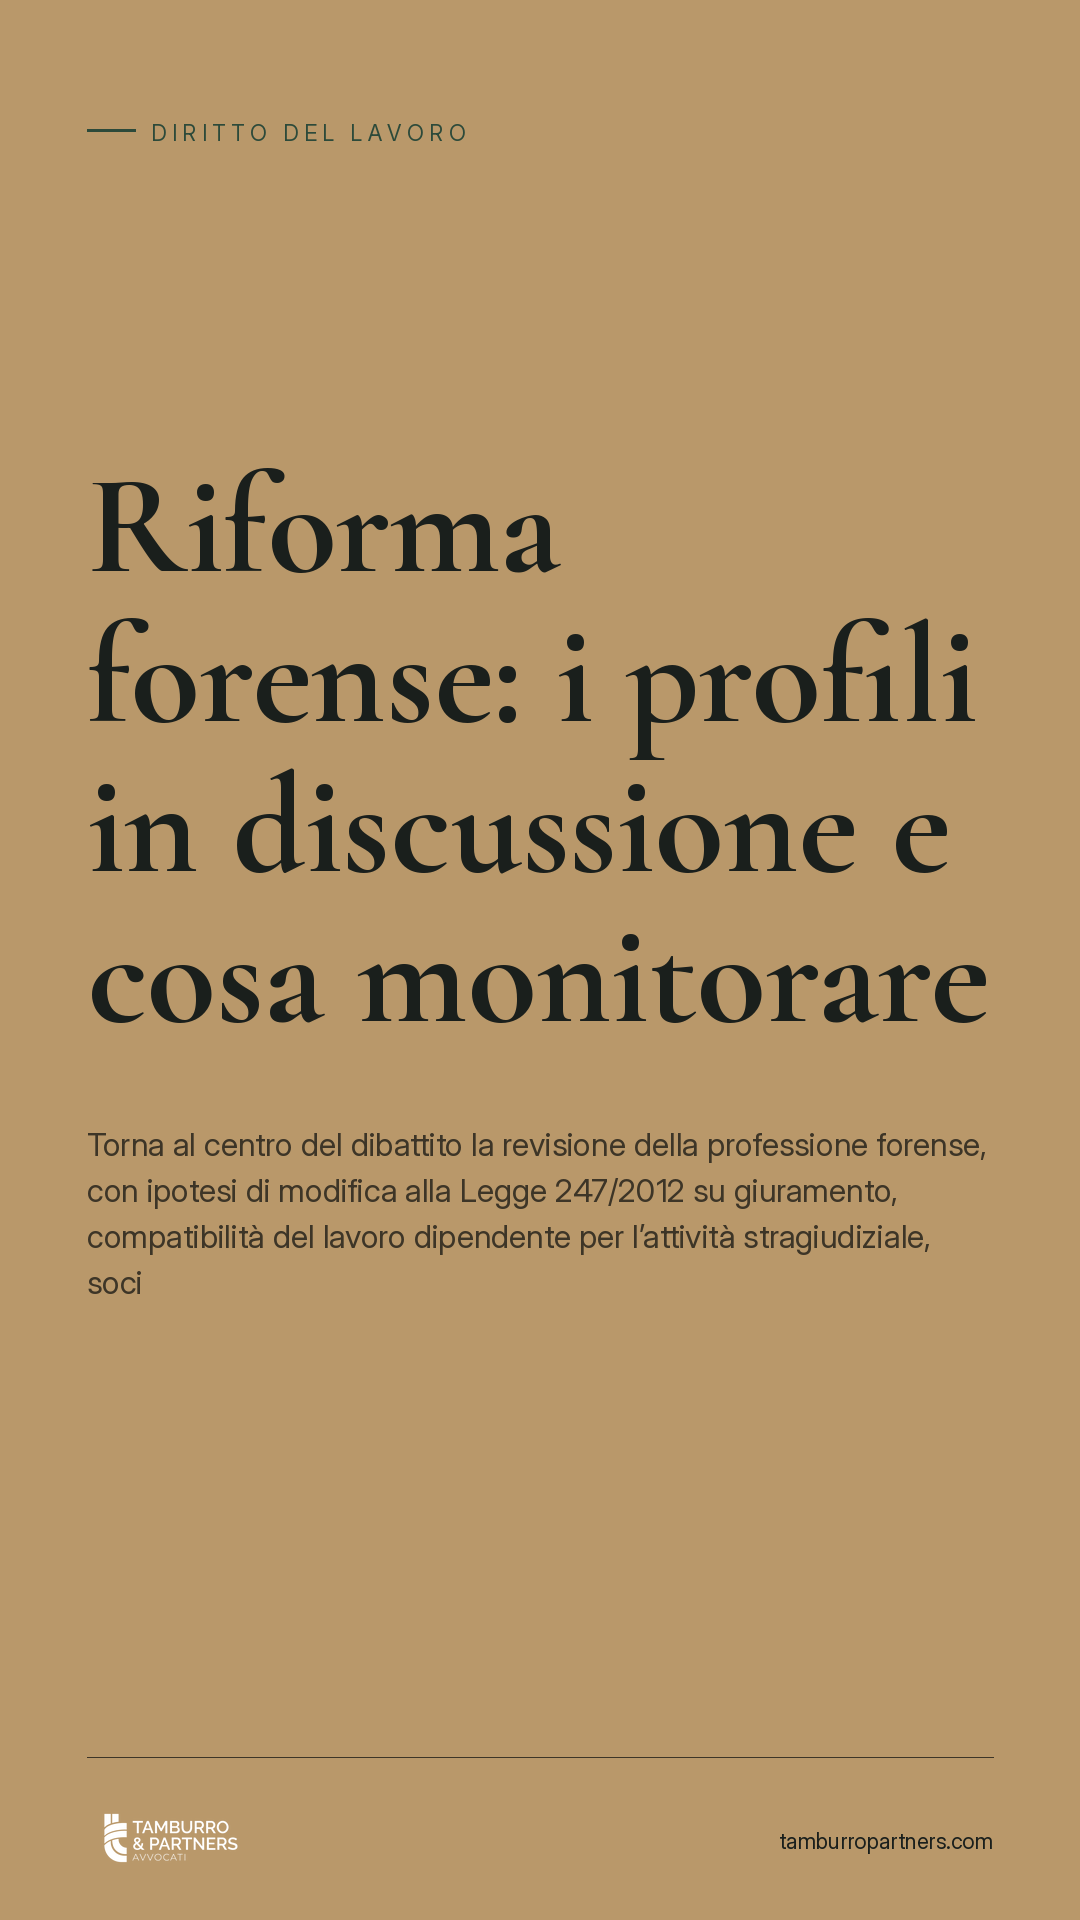 DIRITTO DEL LAVORO
Riforma
forense: i profili
in discussione e
cosa monitorare
Torna al centro del dibattito la revisione della professione forense,
con ipotesi di modifica alla Legge 247/2012 su giuramento,
compatibilità del lavoro dipendente per l’attività stragiudiziale,
soci
TAMBURRO
& PARTNERS
AVVOCATI
tamburropartners.com